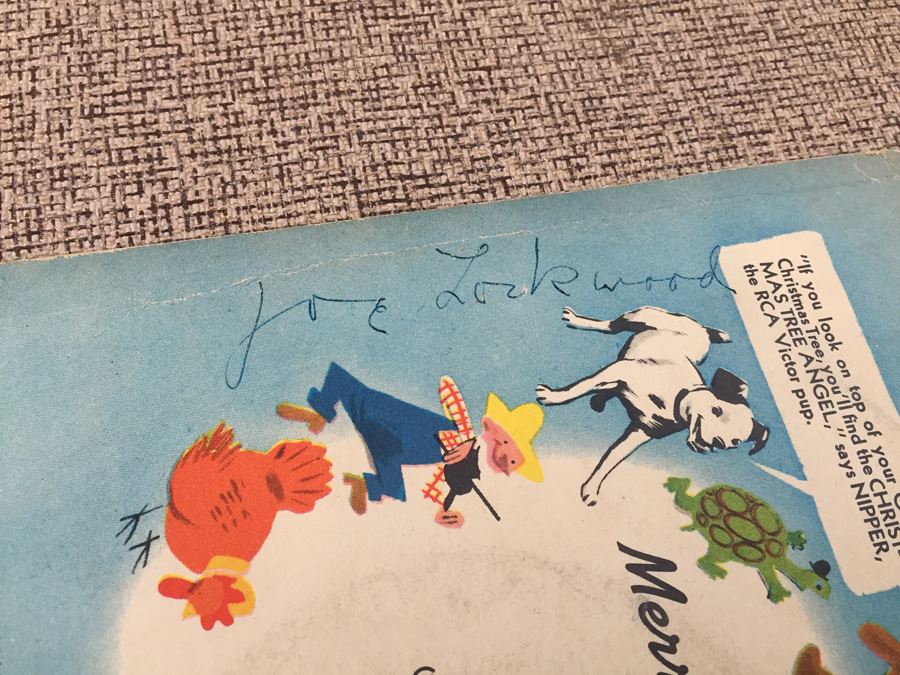 Joe Lockwood
"If you look on top of your
Christmas Tree, you'll find the CHRIST
MAS TREE ANGEL," says NIPPER,
the RCA Victor pup.
Merr